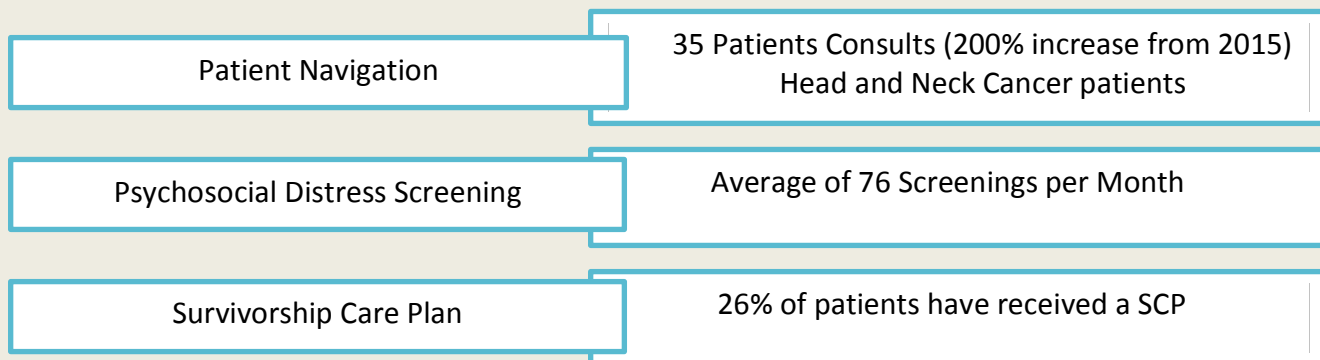 Patient Navigation
35 Patients Consults (200% increase from 2015)
Head and Neck Cancer patients
Psychosocial Distress Screening
Average of 76 Screenings per Month
Survivorship Care Plan
26% of patients have received a SCP